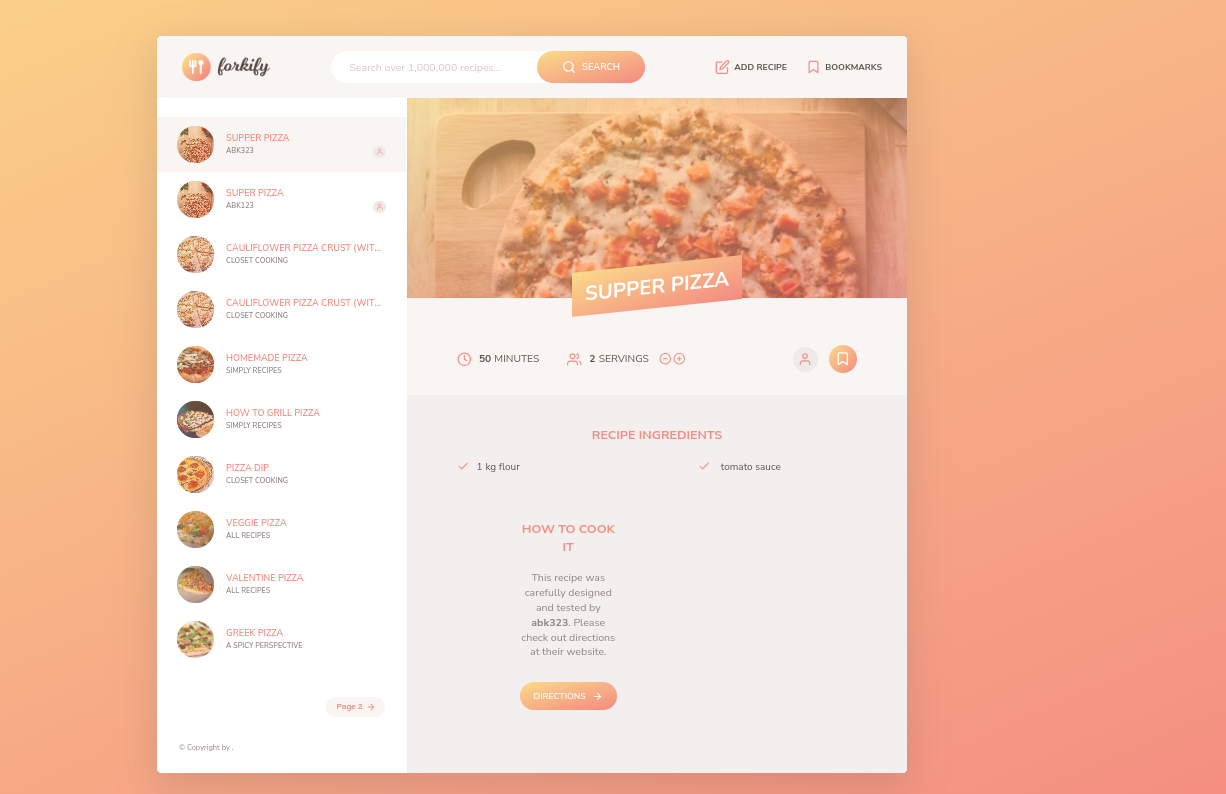 forkify
Search over 1,000,000 recipes...
SEARCH
ADD RECIPE
BOOKMARKS
SUPPER PIZZA
ABK323
SUPER PIZZA
ABK123
CAULIFLOWER PIZZA CRUST (WIT...
CLOSET COOKING
CAULIFLOWER PIZZA CRUST (WIT...
CLOSET COOKING
HOMEMADE PIZZA
SIMPLY RECIPES
HOW TO GRILL PIZZA
SIMPLY RECIPES
PIZZA DIP
CLOSET COOKING
VEGGIE PIZZA
ALL RECIPES
VALENTINE PIZZA
ALL RECIPES
GREEK PIZZA
A SPICY PERSPECTIVE
Page 2
© Copyright by .
SUPPER PIZZA
50 MINUTES
2 SERVINGS
RECIPE INGREDIENTS
1 kg flour
tomato sauce
HOW TO COOK
IT
This recipe was
carefully designed
and tested by
abk323. Please
check out directions
at their website.
DIRECTIONS